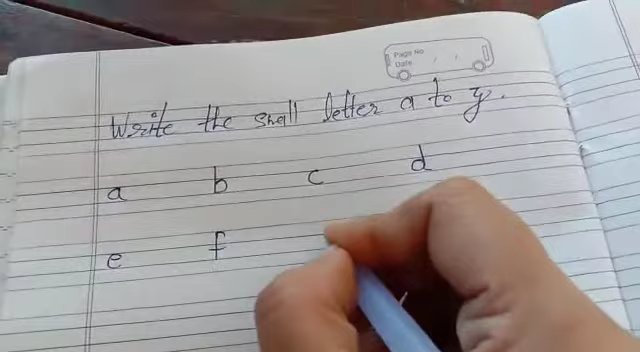 Page No
Date / /
Write the small letter a to z.
a b c d
e f